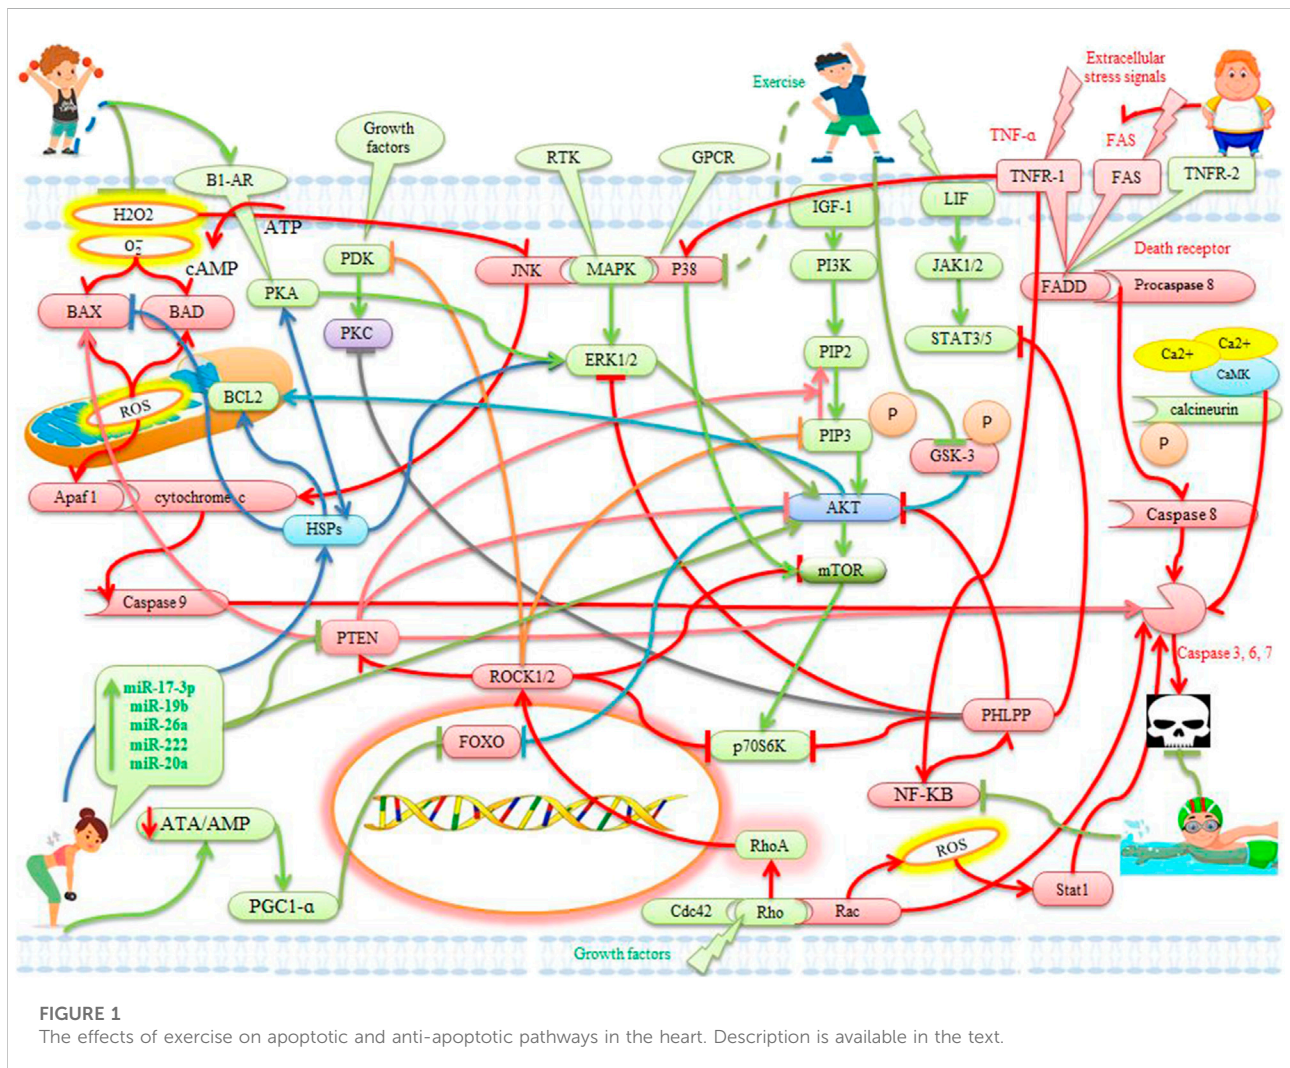 Exercise
Extracellular
stress signals
TNF-α
FAS
Growth
factors
RTK
GPCR
B1-AR
TNFR-1
FAS
TNFR-2
IGF-1
LIF
H2O2
ATP
O2-
cAMP
PDK
JNK
MAPK
P38
PI3K
JAK1/2
Death receptor
FADD
Procaspase 8
PKA
BAX
BAD
PKC
ERK1/2
PIP2
STAT3/5
Ca2+
Ca2+
CaMK
ROS
BCL2
PIP3
P
P
GSK-3
calcineurin
P
Apaf 1
cytochrome c
HSPs
AKT
Caspase 8
mTOR
Caspase 9
PTEN
Caspase 3, 6, 7
ROCK1/2
miR-17-3p
miR-19b
miR-26a
miR-222
miR-20a
FOXO
p70S6K
PHLPP
NF-KB
ATA/AMP
RhoA
ROS
Stat1
PGC1-α
Cdc42
Rho
Rac
Growth factors
FIGURE 1
The effects of exercise on apoptotic and anti-apoptotic pathways in the heart. Description is available in the text.